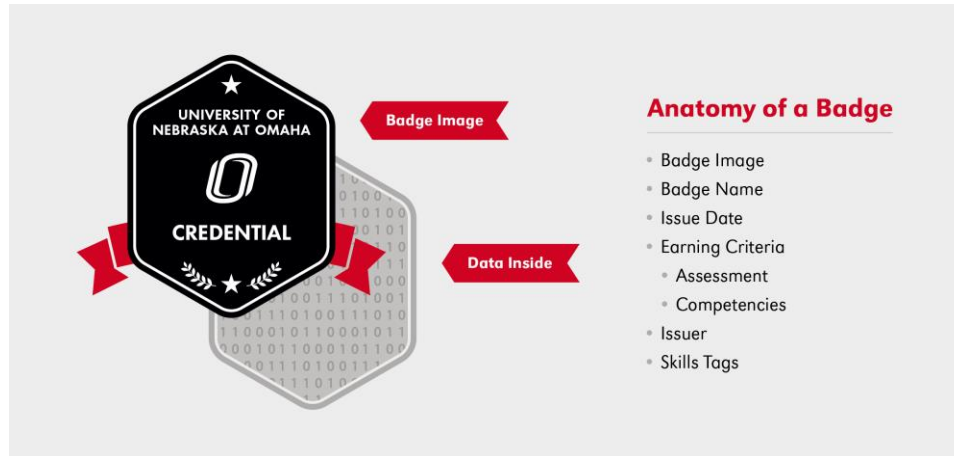 UNIVERSITY OF
NEBRASKA AT OMAHA
O
CREDENTIAL
Badge Image
Data Inside
Anatomy of a Badge
Badge Image
Badge Name
Issue Date
Earning Criteria
Assessment
Competencies
Issuer
Skills Tags